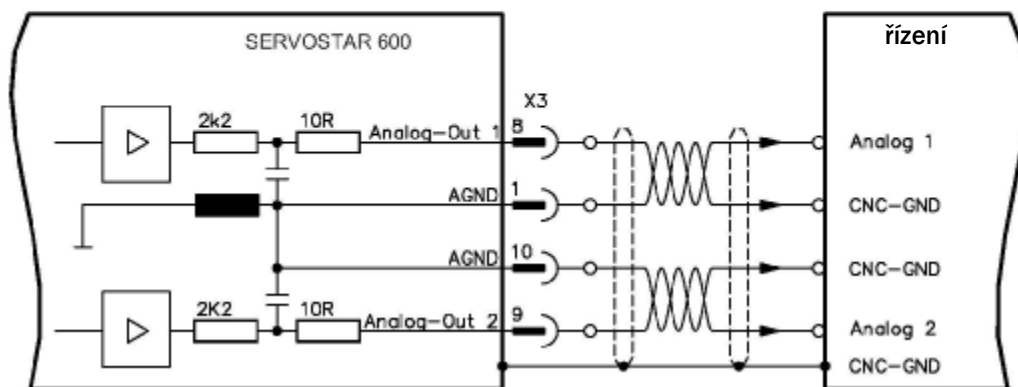 SERVOSTAR 600
řízení
X3
2k2
10R
Analog-Out 1
8
Analog 1
AGND
1
CNC-GND
AGND
10
CNC-GND
2K2
10R
Analog-Out 2
9
Analog 2
CNC-GND